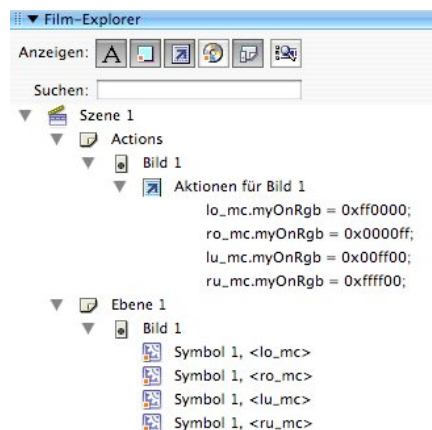 Film-Explorer
Anzeigen: A
Suchen:
Szene 1
Actions
Bild 1
Aktionen für Bild 1
lo_mc.myOnRgb = 0xff0000;
ro_mc.myOnRgb = 0x0000ff;
lu_mc.myOnRgb = 0x00ff00;
ru_mc.myOnRgb = 0xffff00;
Ebene 1
Bild 1
Symbol 1, <lo_mc>
Symbol 1, <ro_mc>
Symbol 1, <lu_mc>
Symbol 1, <ru_mc>